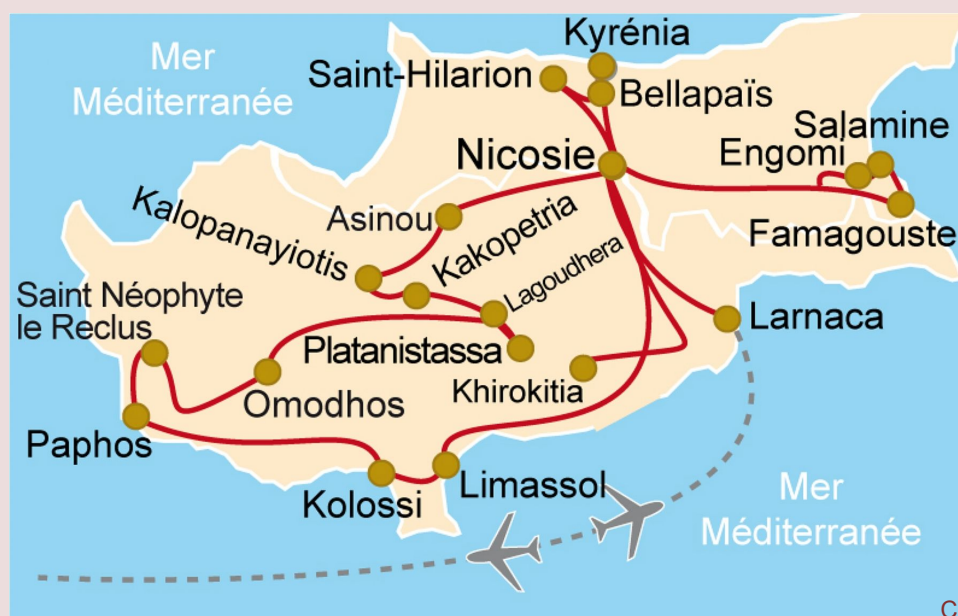 Mer
Méditerranée
Kyrénia
Saint-Hilarion
Bellapaïs
Salamine
Engomi
Nicosie
Kalopanayiotis
Asinou
Kakopetria
Famagouste
Lagoudhera
Saint Néophyte
le Reclus
Larnaca
Platanistassa
Khirokitia
Omodhos
Paphos
Kolossi
Limassol
Mer
Méditerranée
C